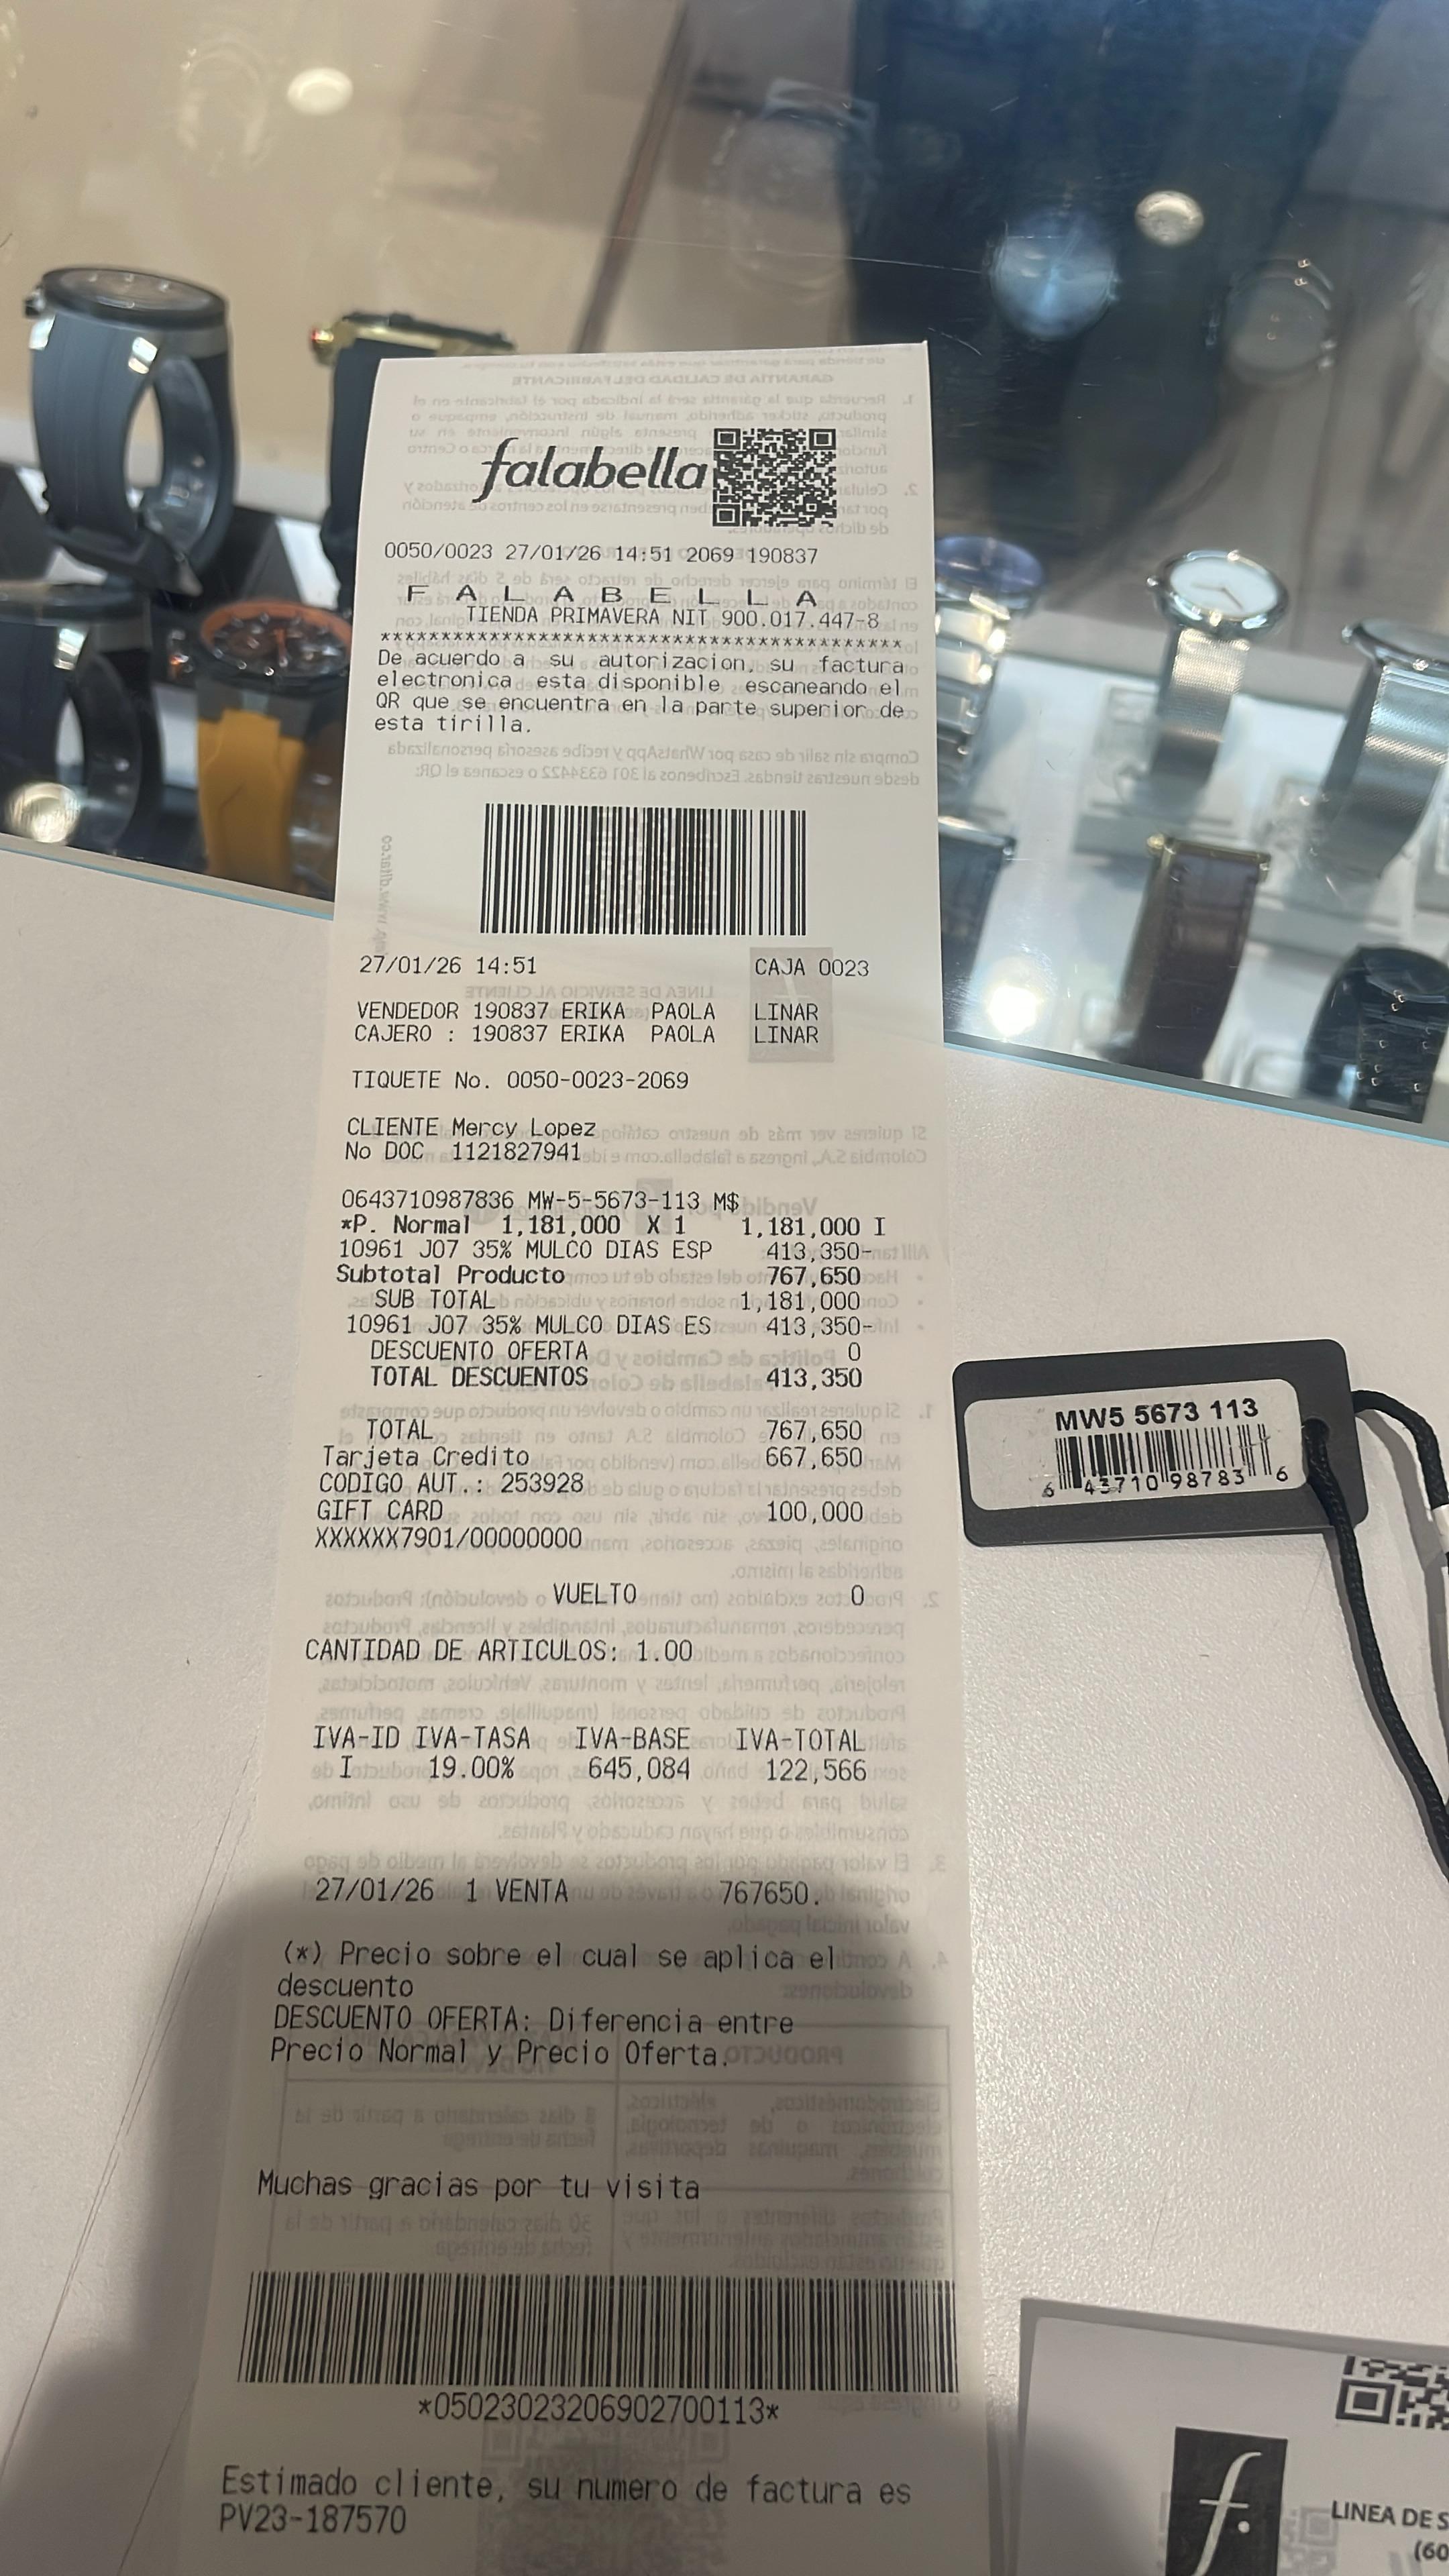 falabella
0050/0023 27/01/26 14:51 2069 190837
F A L A B E L L A
TIENDA PRIMAVERA NIT 900.017.447-8
******************************************
De acuerdo a su autorizacion, su factura
electronica esta disponible escaneando el
QR que se encuentra en la parte superior de
esta tirilla.
27/01/26 14:51 CAJA 0023
VENDEDOR 190837 ERIKA PAOLA LINAR
CAJERO : 190837 ERIKA PAOLA LINAR
TIQUETE No. 0050-0023-2069
CLIENTE Mercy Lopez
No DOC 1121827941
0643710987836 MW-5-5673-113 M$
*P. Normal 1,181,000 X 1 1,181,000 I
10961 J07 35% MULCO DIAS ESP 413,350-
Subtotal Producto 767,650
SUB TOTAL 1,181,000
10961 J07 35% MULCO DIAS ES 413,350-
DESCUENTO OFERTA 0
TOTAL DESCUENTOS 413,350
TOTAL 767,650
Tarjeta Credito 667,650
CODIGO AUT.: 253928
GIFT CARD 100,000
XXXXXX7901/00000000
VUELTO 0
CANTIDAD DE ARTICULOS: 1.00
IVA-ID IVA-TASA IVA-BASE IVA-TOTAL
I 19.00% 645,084 122,566
27/01/26 1 VENTA 767650.
(*) Precio sobre el cual se aplica el
descuento
DESCUENTO OFERTA: Diferencia entre
Precio Normal y Precio Oferta.
Muchas gracias por tu visita
*05023023206902700113*
Estimado cliente, su numero de factura es
PV23-187570
MW5 5673 113
6 43710 98783 6
f.
LINEA DE S
(60